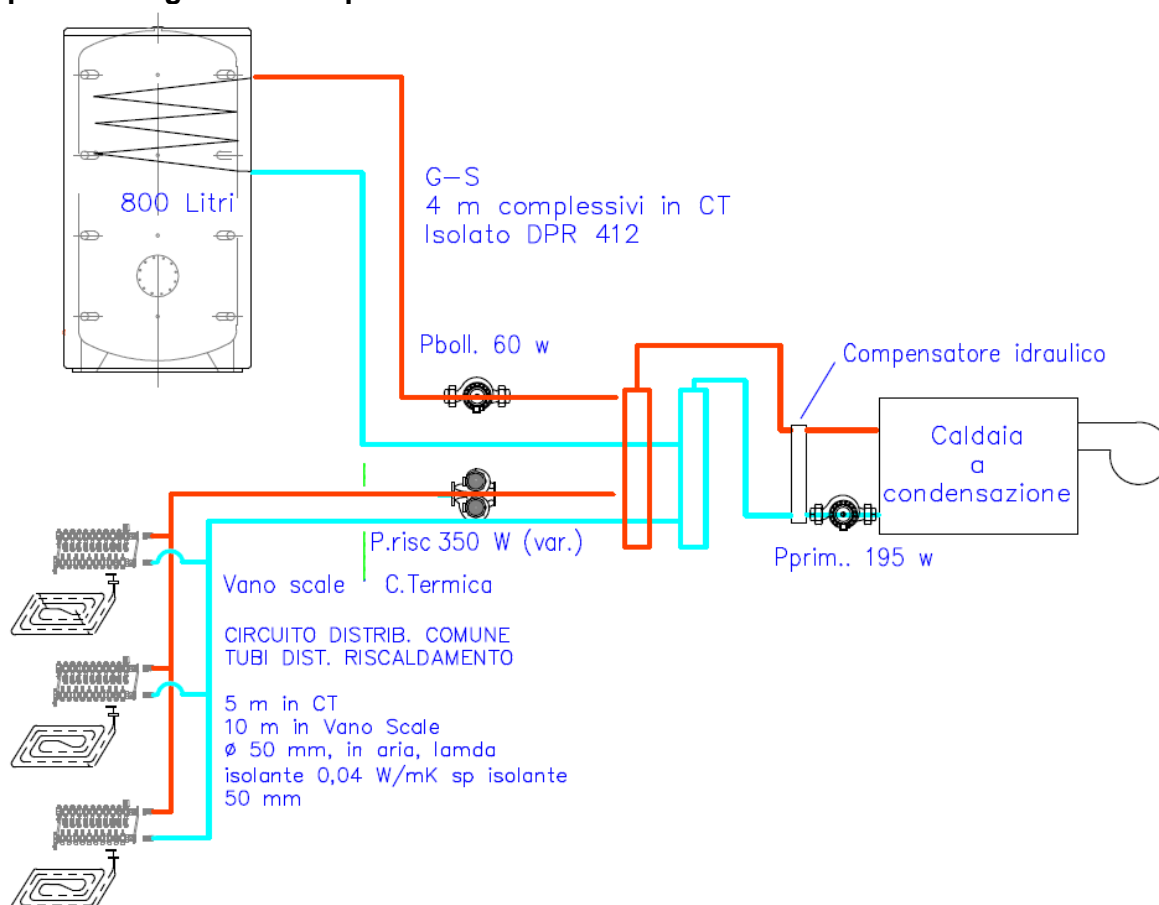 800 Litri
G-S
4 m complessivi in CT
Isolato DPR 412
Pboll. 60 w
Compensatore idraulico
Caldaia
a
condensazione
P.risc 350 W (var.)
Pprim.. 195 w
Vano scale
C.Termica
CIRCUITO DISTRIB. COMUNE
TUBI DIST. RISCALDAMENTO
5 m in CT
10 m in Vano Scale
ø 50 mm, in aria, lamda
isolante 0,04 W/mK sp isolante
50 mm